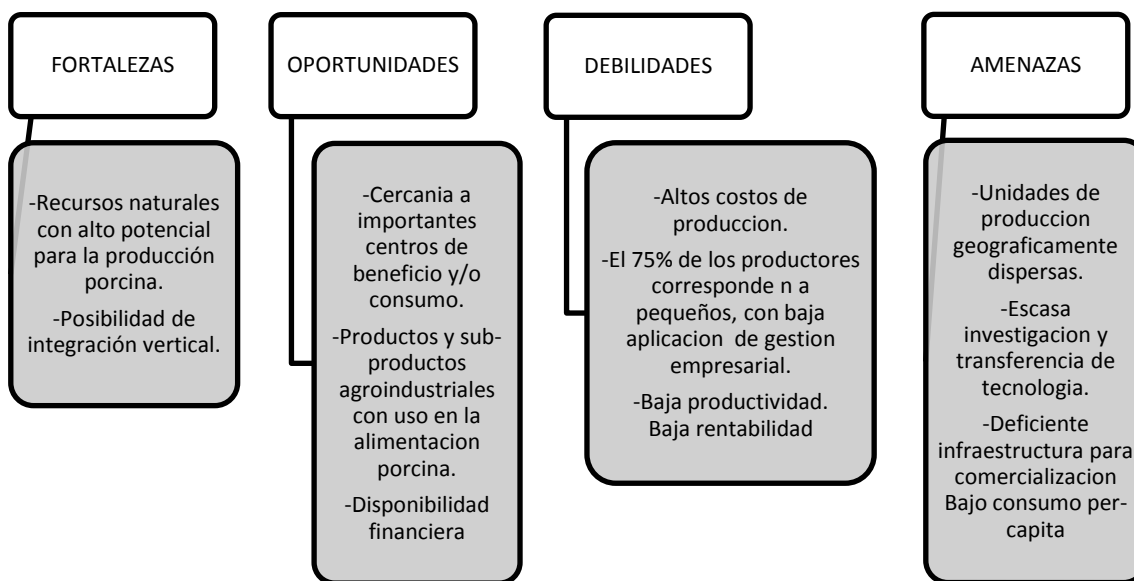 FORTALEZAS
-Recursos naturales
con alto potencial
para la producción
porcina.
-Posibilidad de
integración vertical.
OPORTUNIDADES
-Cercania a
importantes
centros de
beneficio y/o
consumo.
-Productos y sub-
productos
agroindustriales
con uso en la
alimentacion
porcina.
-Disponibilidad
financiera
DEBILIDADES
-Altos costos de
produccion.
-El 75% de los productores
corresponde n a
pequeños, con baja
aplicacion de gestion
empresarial.
-Baja productividad.
Baja rentabilidad
AMENAZAS
-Unidades de
produccion
geograficamente
dispersas.
-Escasa
investigacion y
transferencia de
tecnologia.
-Deficiente
infraestructura para
comercializacion
Bajo consumo per-
capita